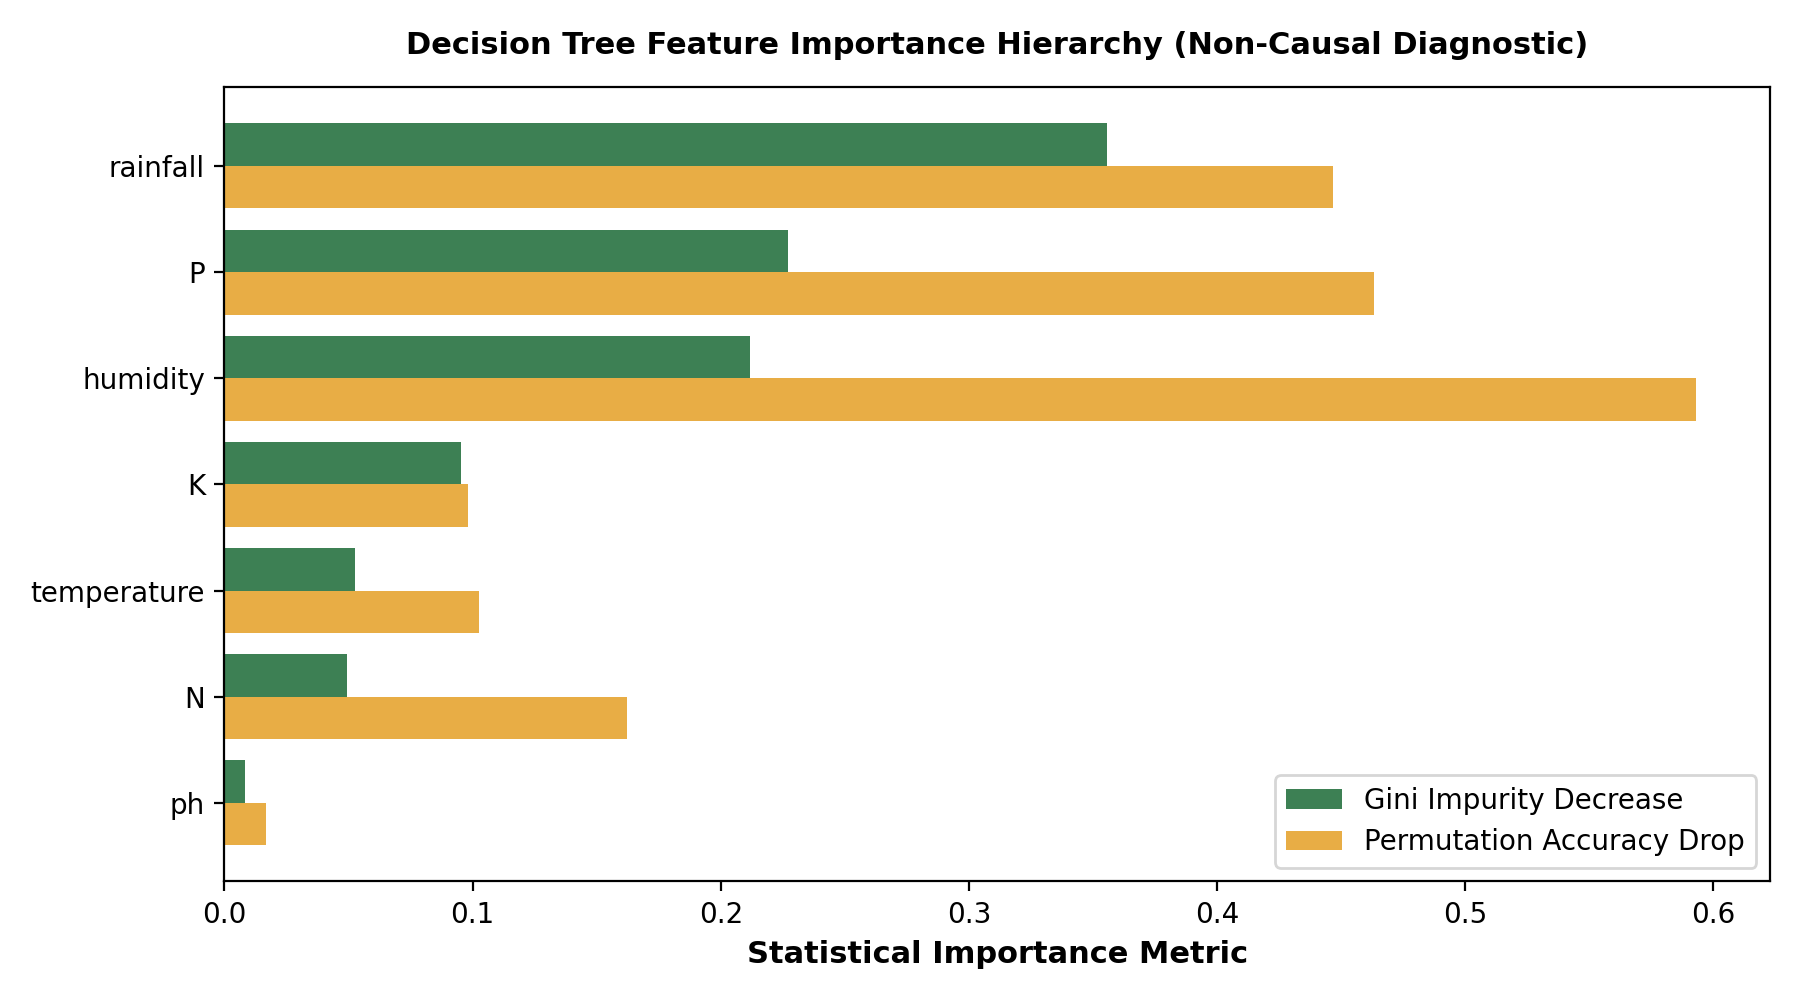 Decision Tree Feature Importance Hierarchy (Non-Causal Diagnostic)
rainfall
P
humidity
K
temperature
N
ph
Gini Impurity Decrease
Permutation Accuracy Drop
0.0 0.1 0.2 0.3 0.4 0.5 0.6
Statistical Importance Metric